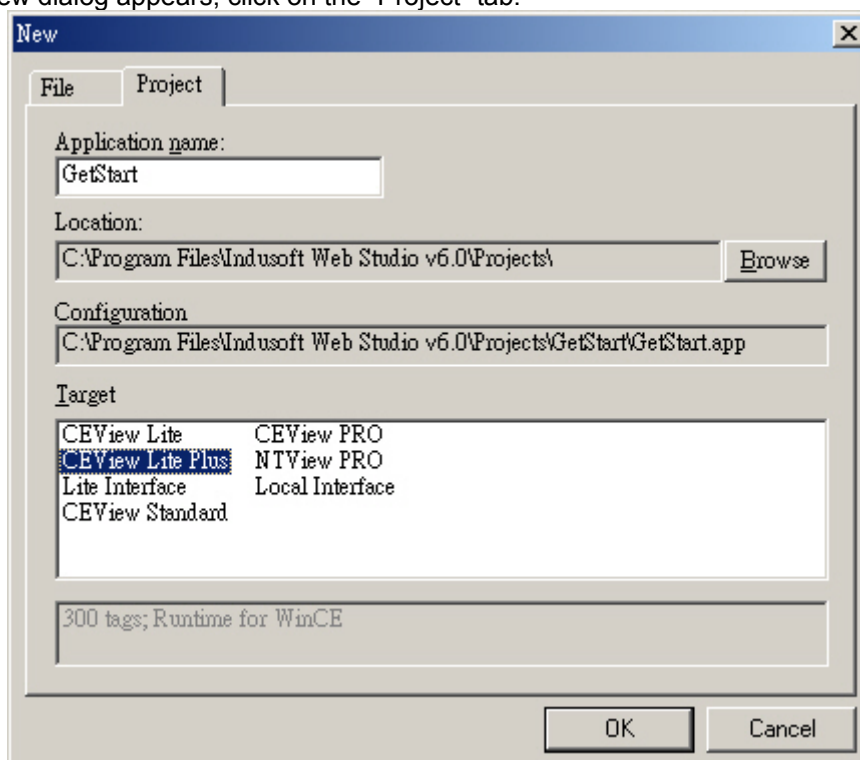 ew dialog appears, click on the "Project" tab.
New
File Project
Application name:
GetStart
Location:
C:\Program Files\Indusoft Web Studio v6.0\Projects\ Browse
Configuration
C:\Program Files\Indusoft Web Studio v6.0\Projects\GetStart\GetStart.app
Target
CEView Lite CEView PRO
CEView Lite Plus NTView PRO
Lite Interface Local Interface
CEView Standard
300 tags; Runtime for WinCE
OK Cancel